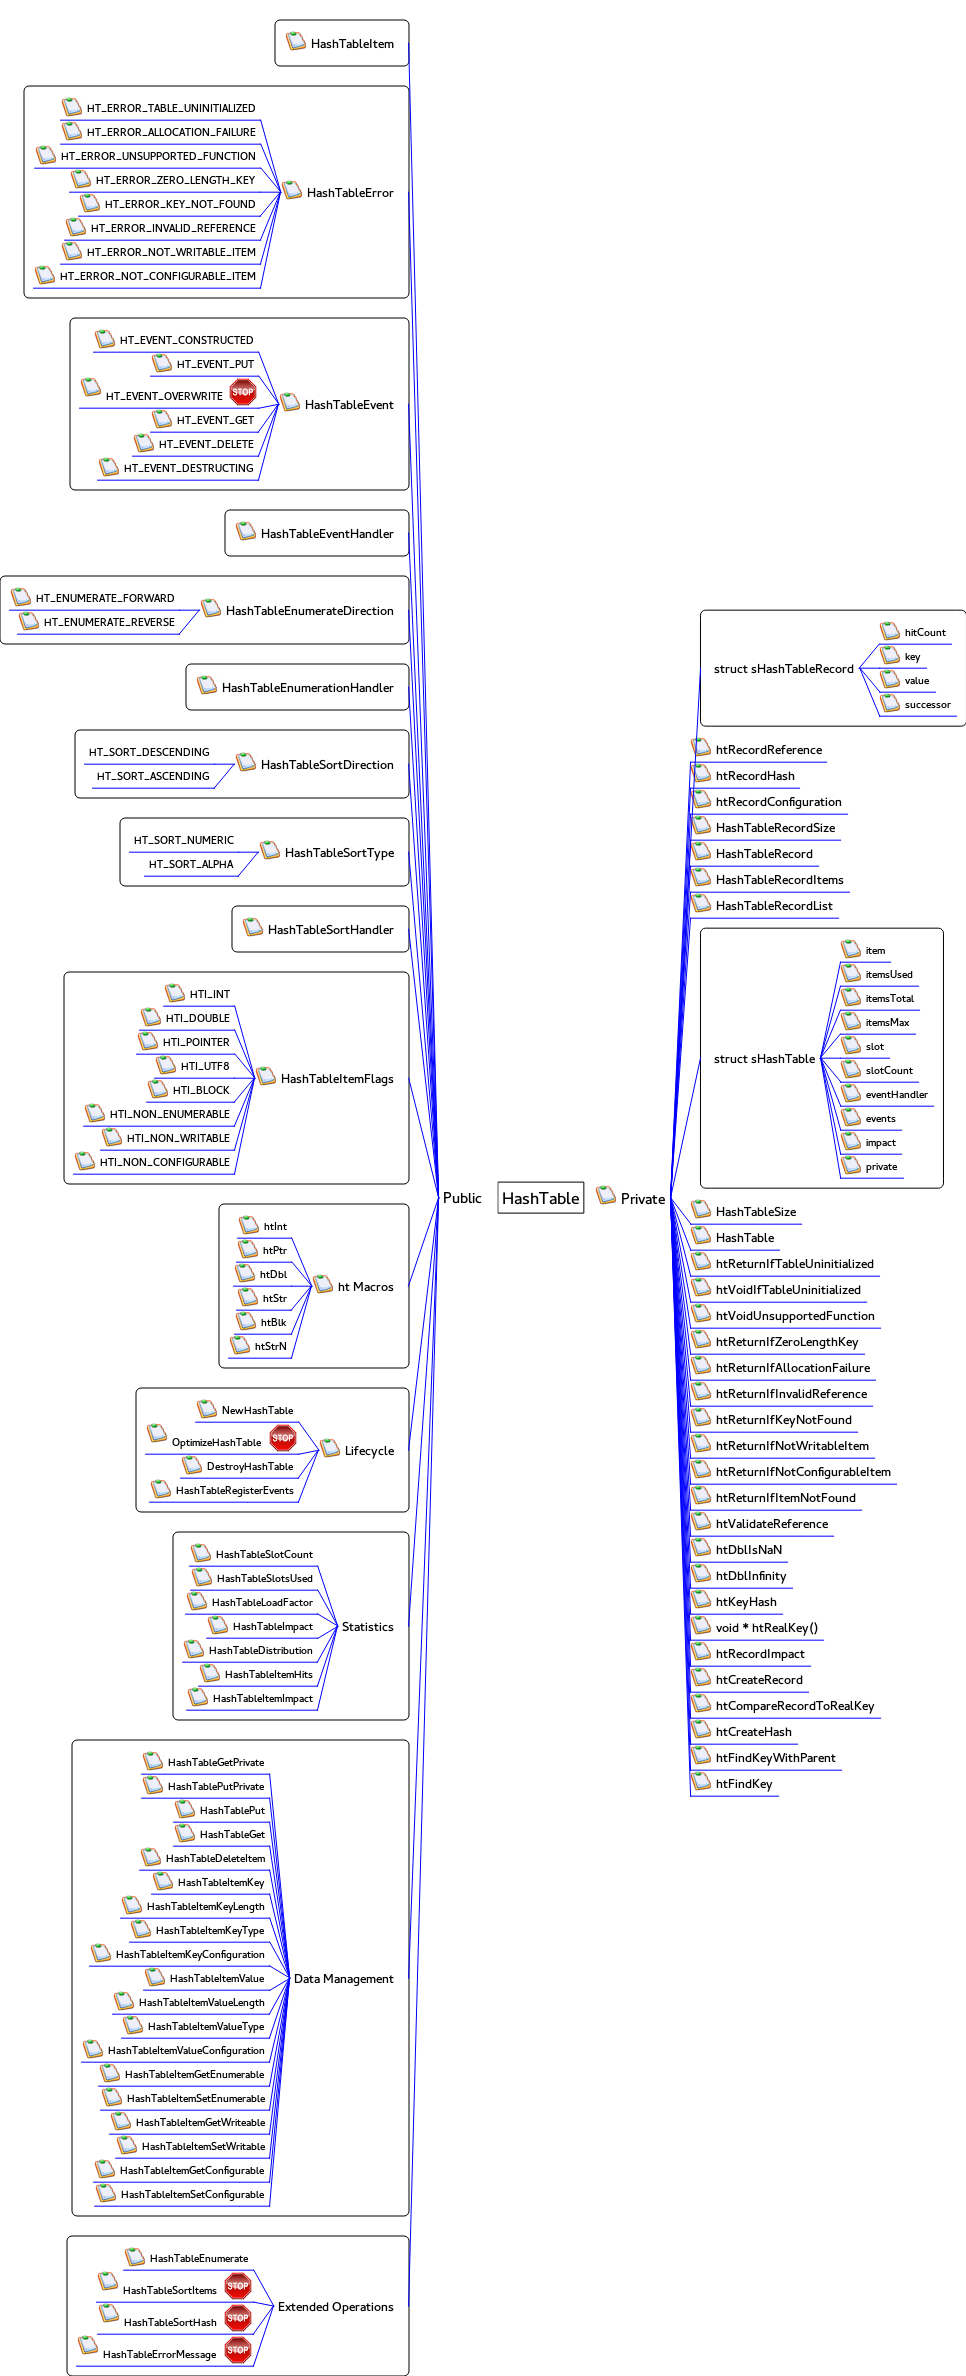 HashTableItem
HT_ERROR_TABLE_UNINITIALIZED
HT_ERROR_ALLOCATION_FAILURE
HT_ERROR_UNSUPPORTED_FUNCTION
HT_ERROR_ZERO_LENGTH_KEY
HT_ERROR_KEY_NOT_FOUND
HT_ERROR_INVALID_REFERENCE
HT_ERROR_NOT_WRITABLE_ITEM
HT_ERROR_NOT_CONFIGURABLE_ITEM
HashTableError
HT_EVENT_CONSTRUCTED
HT_EVENT_PUT
HT_EVENT_OVERWRITE STOP
HT_EVENT_GET
HT_EVENT_DELETE
HT_EVENT_DESTRUCTING
HashTableEvent
HashTableEventHandler
HT_ENUMERATE_FORWARD
HT_ENUMERATE_REVERSE
HashTableEnumerateDirection
HashTableEnumerationHandler
HT_SORT_DESCENDING
HT_SORT_ASCENDING
HashTableSortDirection
HT_SORT_NUMERIC
HT_SORT_ALPHA
HashTableSortType
HashTableSortHandler
HTI_INT
HTI_DOUBLE
HTI_POINTER
HTI_UTF8
HTI_BLOCK
HTI_NON_ENUMERABLE
HTI_NON_WRITABLE
HTI_NON_CONFIGURABLE
HashTableItemFlags
htInt
htPtr
htDbl
htStr
htBlk
htStrN
ht Macros
NewHashTable
OptimizeHashTable STOP
DestroyHashTable
HashTableRegisterEvents
Lifecycle
HashTableSlotCount
HashTableSlotsUsed
HashTableLoadFactor
HashTableImpact
HashTableDistribution
HashTableItemHits
HashTableItemImpact
Statistics
HashTableGetPrivate
HashTablePutPrivate
HashTablePut
HashTableGet
HashTableDeleteItem
HashTableItemKey
HashTableItemKeyLength
HashTableItemKeyType
HashTableItemKeyConfiguration
HashTableItemValue
HashTableItemValueLength
HashTableItemValueType
HashTableItemValueConfiguration
HashTableItemGetEnumerable
HashTableItemSetEnumerable
HashTableItemGetWriteable
HashTableItemSetWritable
HashTableItemGetConfigurable
HashTableItemSetConfigurable
Data Management
HashTableEnumerate
HashTableSortItems STOP
HashTableSortHash STOP
HashTableErrorMessage STOP
Extended Operations
Public
HashTable
Private
struct sHashTableRecord
hitCount
key
value
successor
htRecordReference
htRecordHash
htRecordConfiguration
HashTableRecordSize
HashTableRecord
HashTableRecordItems
HashTableRecordList
struct sHashTable
item
itemsUsed
itemsTotal
itemsMax
slot
slotCount
eventHandler
events
impact
private
HashTableSize
HashTable
htReturnIfTableUninitialized
htVoidIfTableUninitialized
htVoidUnsupportedFunction
htReturnIfZeroLengthKey
htReturnIfAllocationFailure
htReturnIfInvalidReference
htReturnIfKeyNotFound
htReturnIfNotWritableItem
htReturnIfNotConfigurableItem
htReturnIfItemNotFound
htValidateReference
htDblIsNaN
htDblInfinity
htKeyHash
void * htRealKey()
htRecordImpact
htCreateRecord
htCompareRecordToRealKey
htCreateHash
htFindKeyWithParent
htFindKey